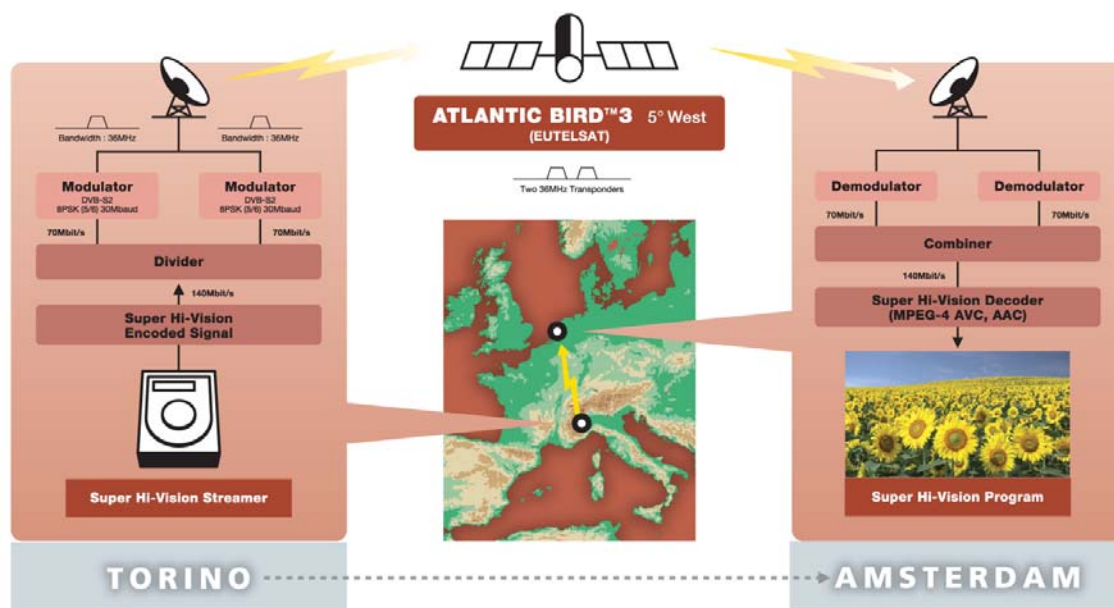 ATLANTIC BIRD™3 5° West
(EUTELSAT)
Two 36MHz Transponders
Bandwidth : 36MHz
Bandwidth : 36MHz
Modulator
DVB-S2
8PSK (5/6) 30Mbaud
Modulator
DVB-S2
8PSK (5/6) 30Mbaud
70Mbit/s
70Mbit/s
Divider
140Mbit/s
Super Hi-Vision
Encoded Signal
Super Hi-Vision Streamer
TORINO
Demodulator
Demodulator
70Mbit/s
70Mbit/s
Combiner
140Mbit/s
Super Hi-Vision Decoder
(MPEG-4 AVC, AAC)
Super Hi-Vision Program
AMSTERDAM